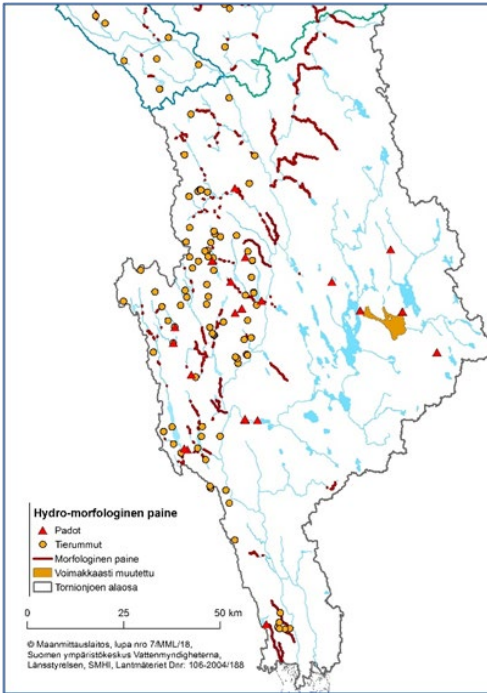 Hydro-morfologinen paine
Padot
Tierummut
Morfologinen paine
Voimakkaasti muutettu
Tornionjoen alaosa
0 25 50 km
© Maanmittauslaitos, lupa nro 7/MML/18,
Suomen ympäristökeskus Vattenmyndigheterna,
Länsstyrelsen, SMHI, Lantmäteriet Dnr: 106-2004/188